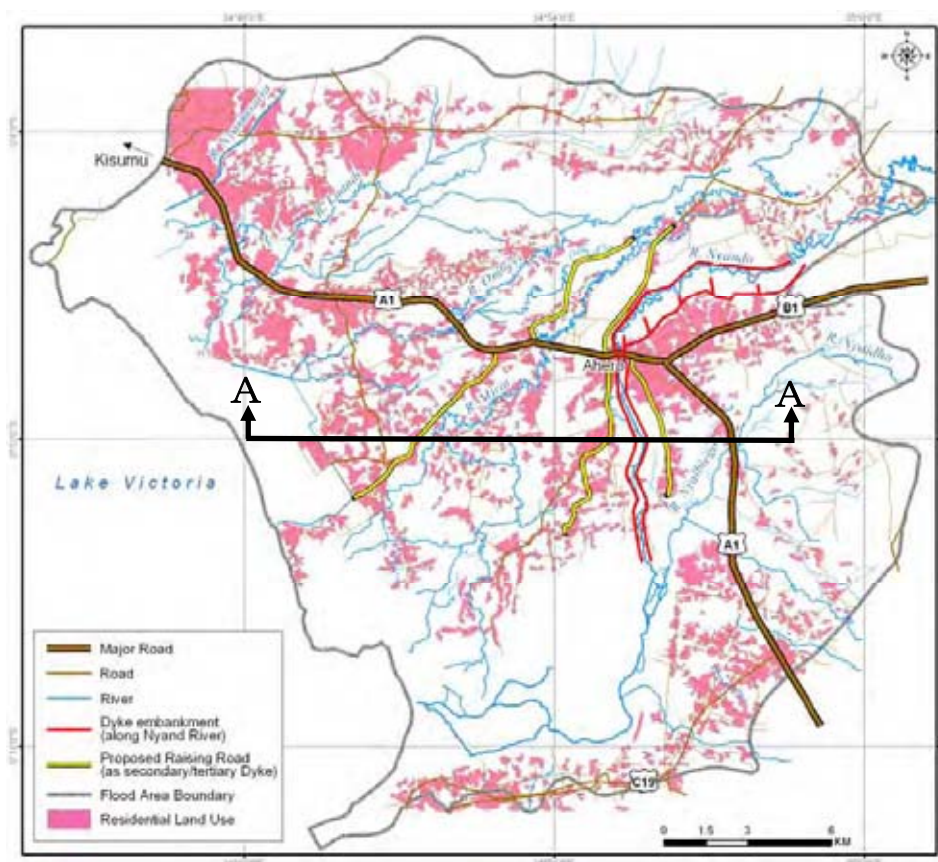 Kisumu
A1
R. Nyando
B1
Ahero
A
A
Lake Victoria
A1
Major Road
Road
River
Dyke embankment
(along Nyand River)
Proposed Raising Road
(as secondary/tertiary Dyke)
Flood Area Boundary
Residential Land Use
C19
0 1.5 3 6
KM